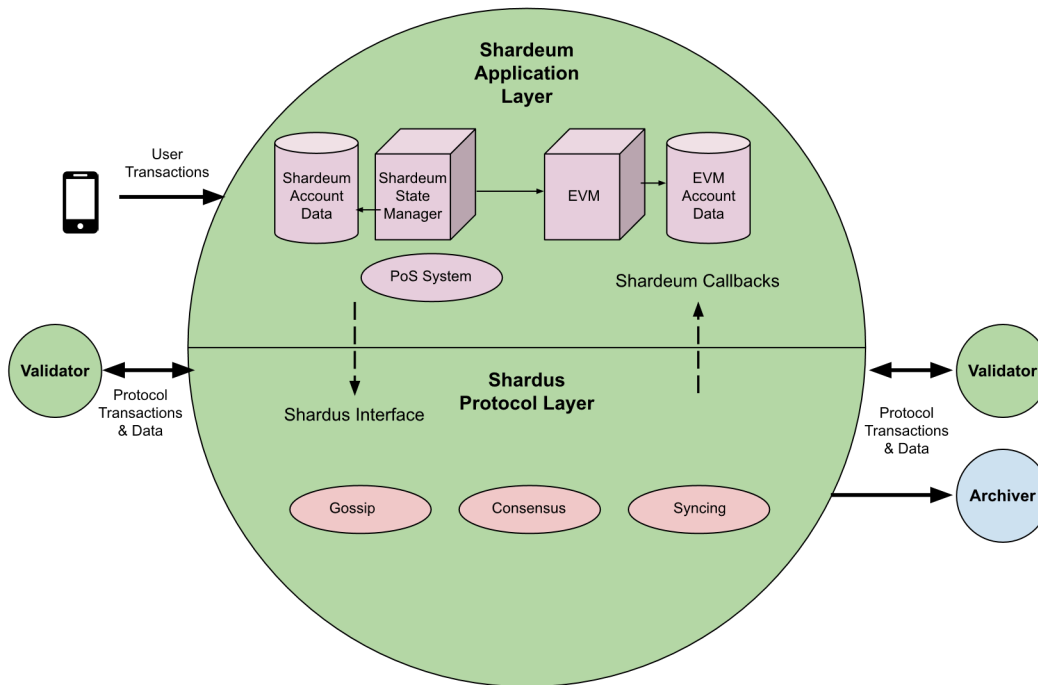 Shardeum
Application
Layer
User
Transactions
Shardeum
Account
Data
Shardeum
State
Manager
EVM
EVM
Account
Data
PoS System
Shardeum Callbacks
Validator
Protocol
Transactions
& Data
Shardus
Protocol Layer
Shardus Interface
Validator
Protocol
Transactions
& Data
Gossip
Consensus
Syncing
Archiver